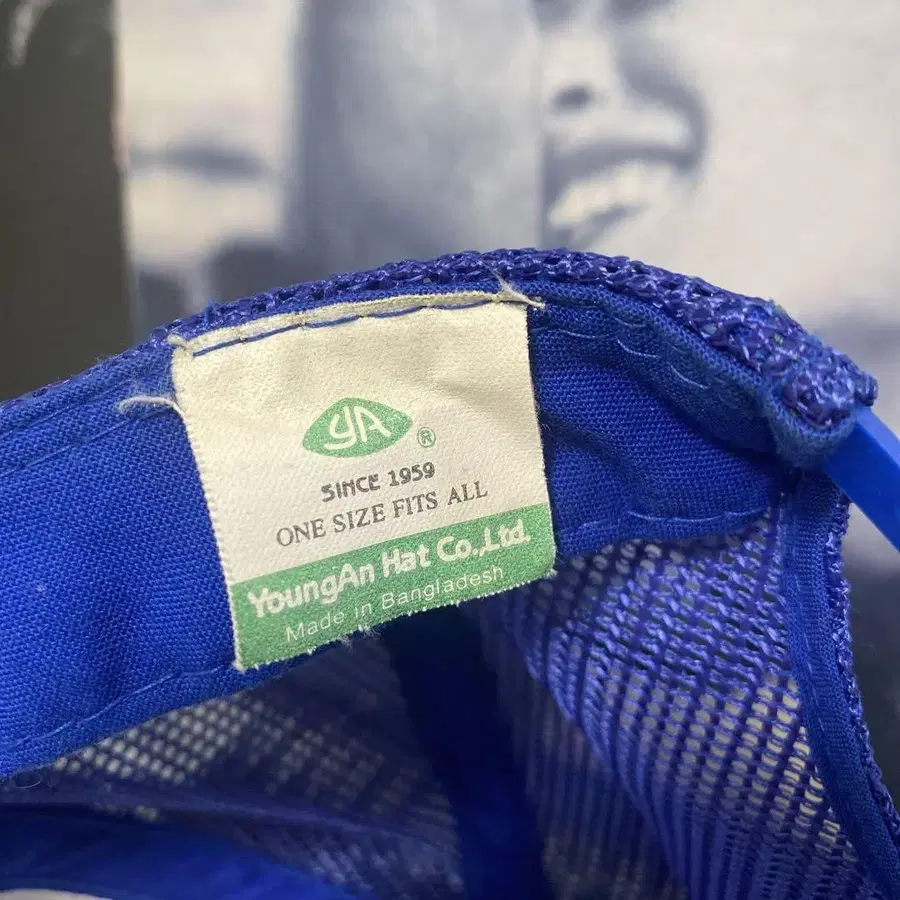 YA ®
SINCE 1959
ONE SIZE FITS ALL
YoungAn Hat Co.,Ltd.
Made in Bangladesh